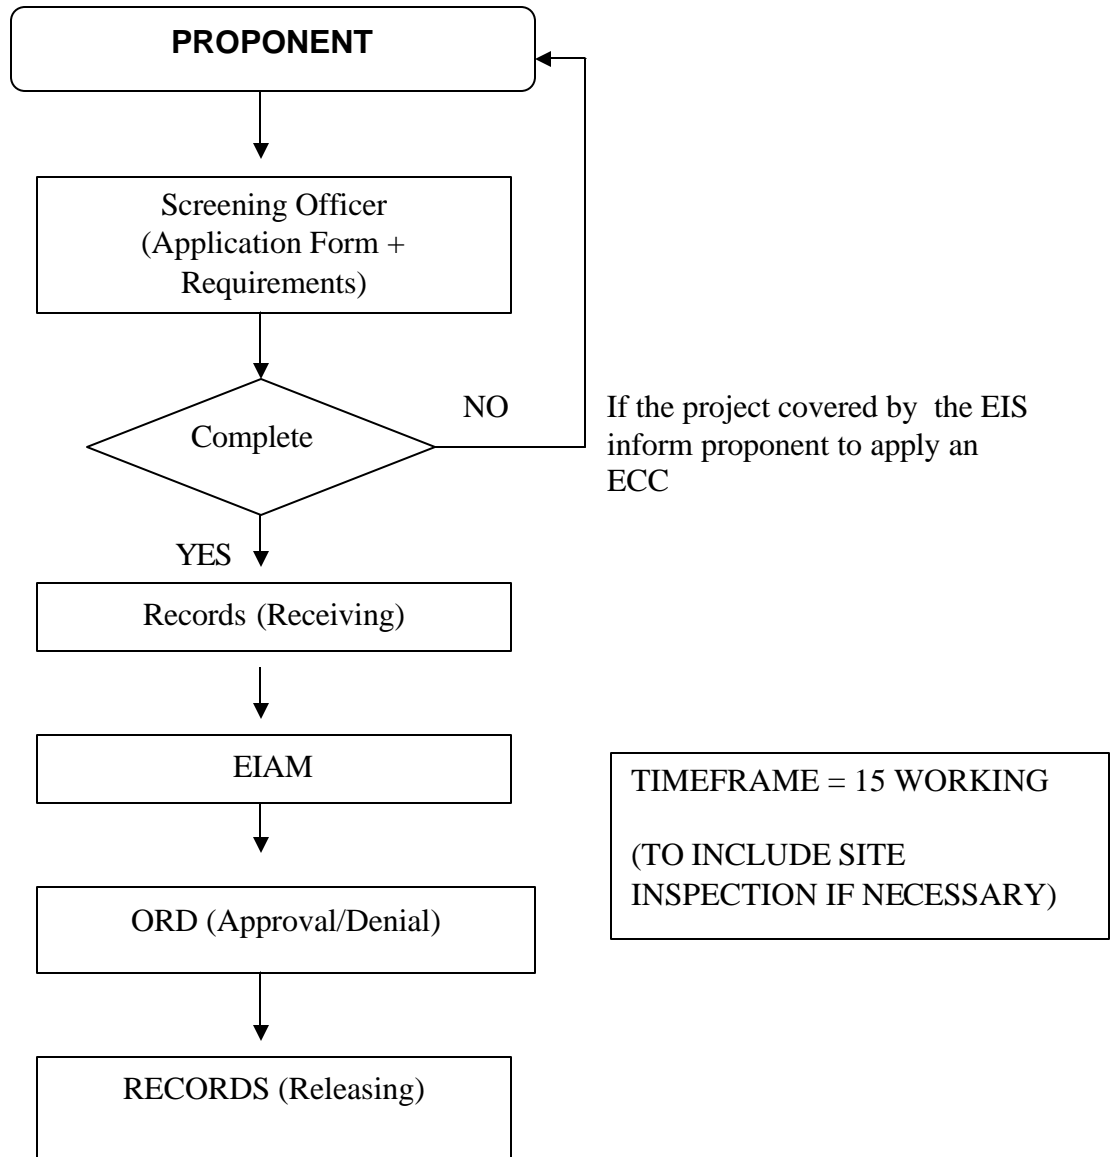 PROPONENT
Screening Officer
(Application Form +
Requirements)
Complete
NO
If the project covered by the EIS
inform proponent to apply an
ECC
YES
Records (Receiving)
EIAM
TIMEFRAME = 15 WORKING
(TO INCLUDE SITE
INSPECTION IF NECESSARY)
ORD (Approval/Denial)
RECORDS (Releasing)